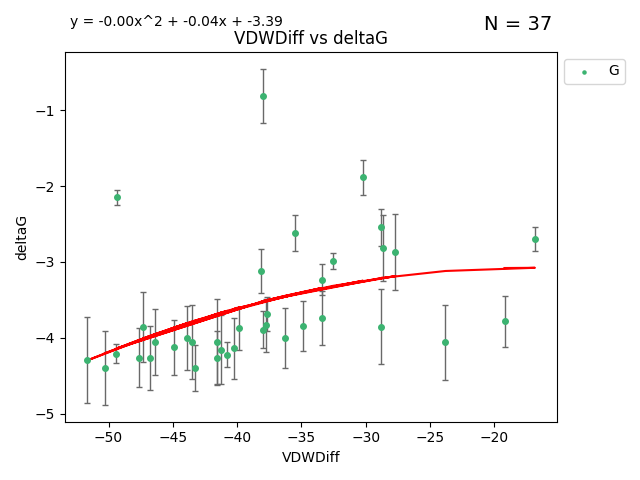 y = -0.00x^2 + -0.04x + -3.39
N = 37
VDWDiff vs deltaG
G
deltaG
−1
−2
−3
−4
−5
−50
−45
−40
−35
−30
−25
−20
VDWDiff